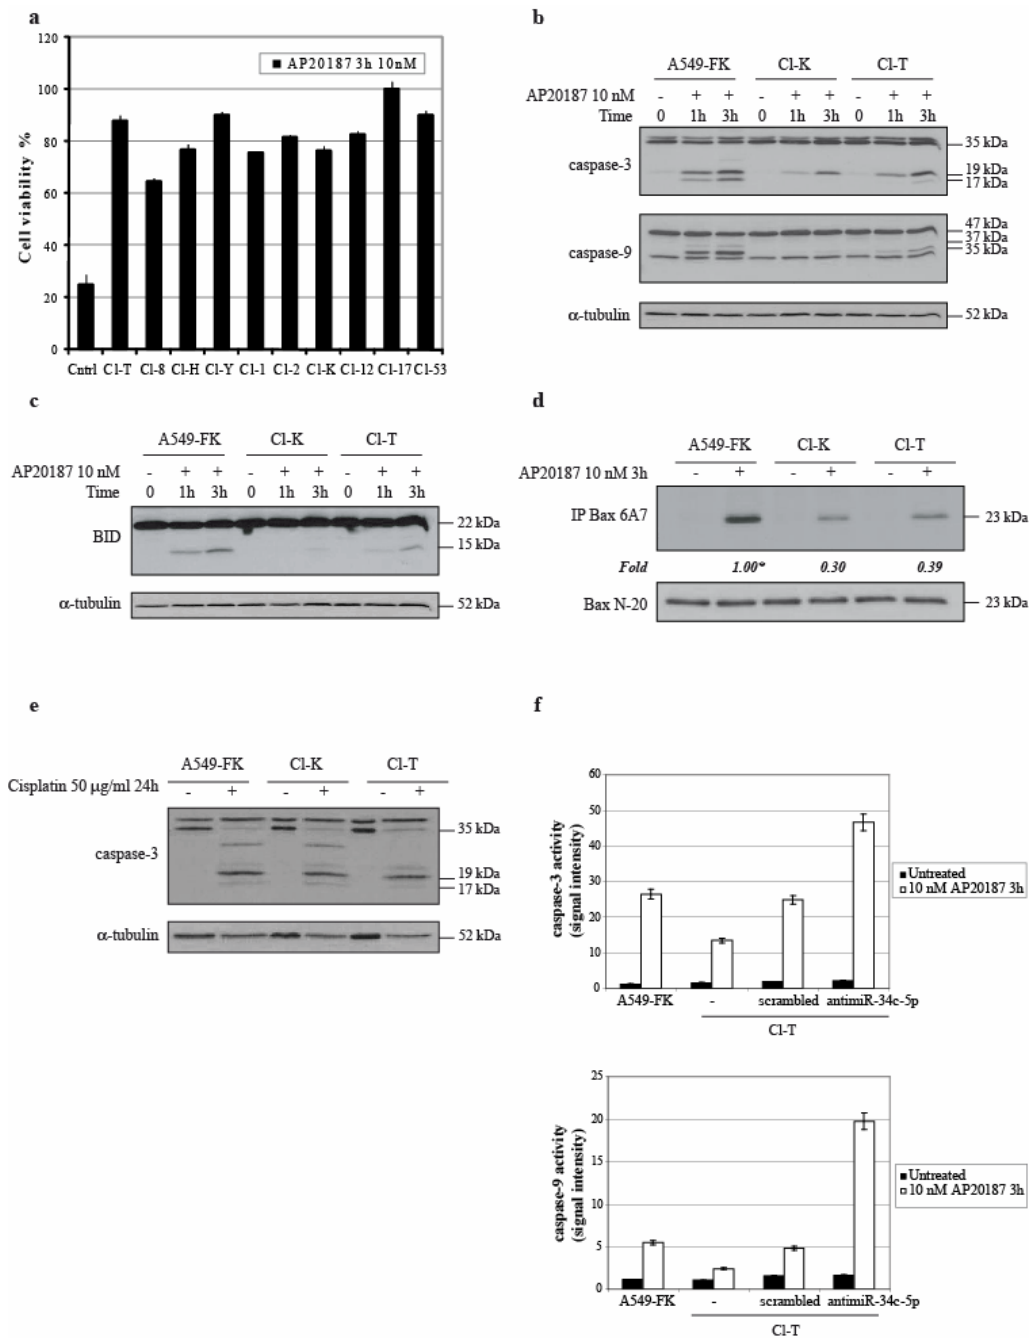 a
120
100
80
60
40
20
0
Cell viability %
AP20187 3h 10nM
Cntrl Cl-T Cl-8 Cl-H Cl-Y Cl-1 Cl-2 Cl-K Cl-12 Cl-17 Cl-53
b
A549-FK Cl-K Cl-T
AP20187 10 nM - + + - + + - + +
Time 0 1h 3h 0 1h 3h 0 1h 3h
caspase-3
35 kDa
19 kDa
17 kDa
caspase-9
47 kDa
37 kDa
35 kDa
α-tubulin 52 kDa
c
A549-FK Cl-K Cl-T
AP20187 10 nM - + + - + + - + +
Time 0 1h 3h 0 1h 3h 0 1h 3h
BID
22 kDa
15 kDa
α-tubulin 52 kDa
d
A549-FK Cl-K Cl-T
AP20187 10 nM 3h - + - + - +
IP Bax 6A7 23 kDa
Fold 1.00* 0.30 0.39
Bax N-20 23 kDa
e
A549-FK Cl-K Cl-T
Cisplatin 50 μg/ml 24h - + - + - +
caspase-3
35 kDa
19 kDa
17 kDa
α-tubulin 52 kDa
f
60
50
40
30
20
10
0
caspase-3 activity
(signal intensity)
Untreated
10 nM AP20187 3h
A549-FK - scrambled antimiR-34c-5p
Cl-T
25
20
15
10
5
0
caspase-9 activity
(signal intensity)
Untreated
10 nM AP20187 3h
A549-FK - scrambled antimiR-34c-5p
Cl-T